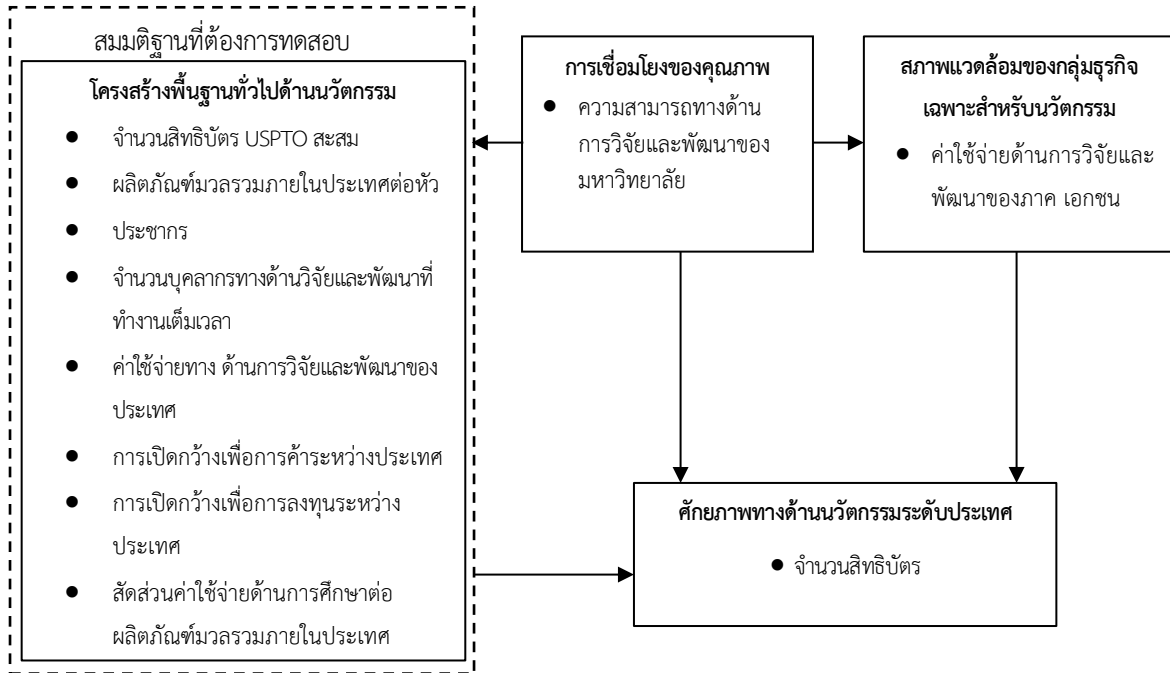 สมมติฐานที่ต้องการทดสอบ
โครงสร้างพื้นฐานทั่วไปด้านนวัตกรรม
● จำนวนสิทธิบัตร USPTO สะสม
● ผลิตภัณฑ์มวลรวมภายในประเทศต่อหัว
● ประชากร
● จำนวนบุคลากรทางด้านวิจัยและพัฒนาที่
ทำงานเต็มเวลา
● ค่าใช้จ่ายทาง ด้านการวิจัยและพัฒนาของ
ประเทศ
● การเปิดกว้างเพื่อการค้าระหว่างประเทศ
● การเปิดกว้างเพื่อการลงทุนระหว่าง
ประเทศ
● สัดส่วนค่าใช้จ่ายด้านการศึกษาต่อ
ผลิตภัณฑ์มวลรวมภายในประเทศ
การเชื่อมโยงของคุณภาพ
● ความสามารถทางด้าน
การวิจัยและพัฒนาของ
มหาวิทยาลัย
สภาพแวดล้อมของกลุ่มธุรกิจ
เฉพาะสำหรับนวัตกรรม
● ค่าใช้จ่ายด้านการวิจัยและ
พัฒนาของภาค เอกชน
ศักยภาพทางด้านนวัตกรรมระดับประเทศ
● จำนวนสิทธิบัตร